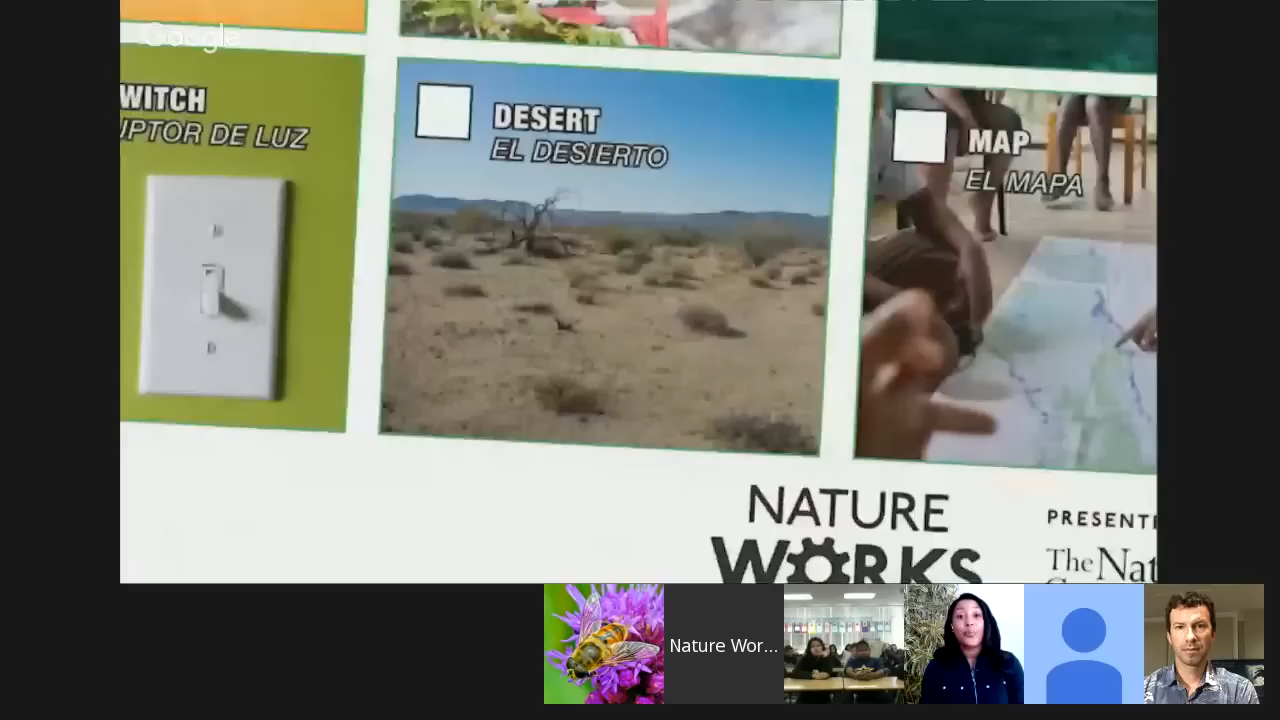 Google
WITCH
UPTOR DE LUZ
DESERT
EL DESIERTO
MAP
EL MAPA
NATURE
WORKS
PRESENT
The Nat
Nature Wor...